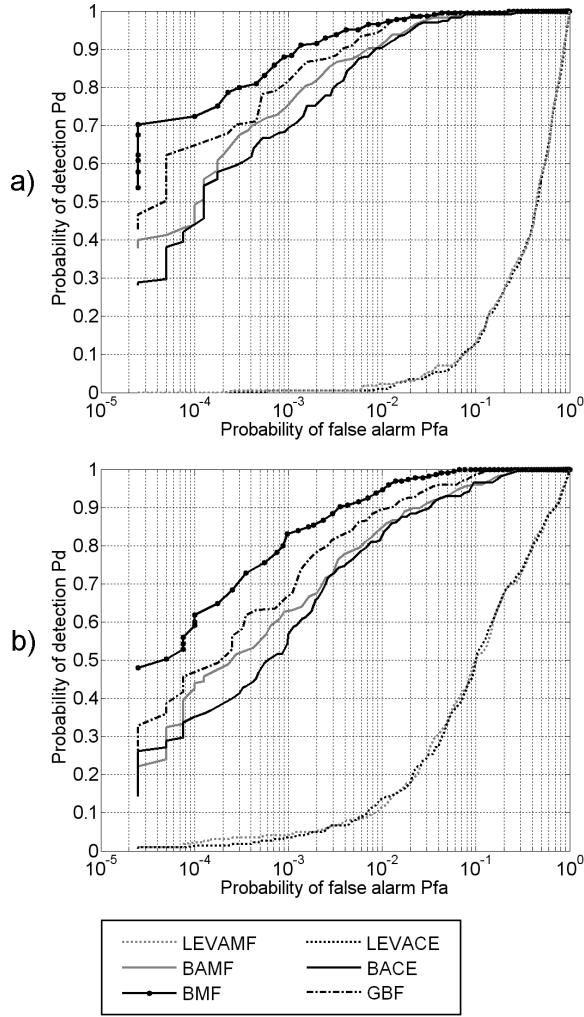 a)
Probability of detection Pd
1
0.9
0.8
0.7
0.6
0.5
0.4
0.3
0.2
0.1
0
10^-5 10^-4 10^-3 10^-2 10^-1 10^0
Probability of false alarm Pfa
b)
Probability of detection Pd
1
0.9
0.8
0.7
0.6
0.5
0.4
0.3
0.2
0.1
0
10^-5 10^-4 10^-3 10^-2 10^-1 10^0
Probability of false alarm Pfa
LEVAMF LEVACE
BAMF BACE
BMF GBF